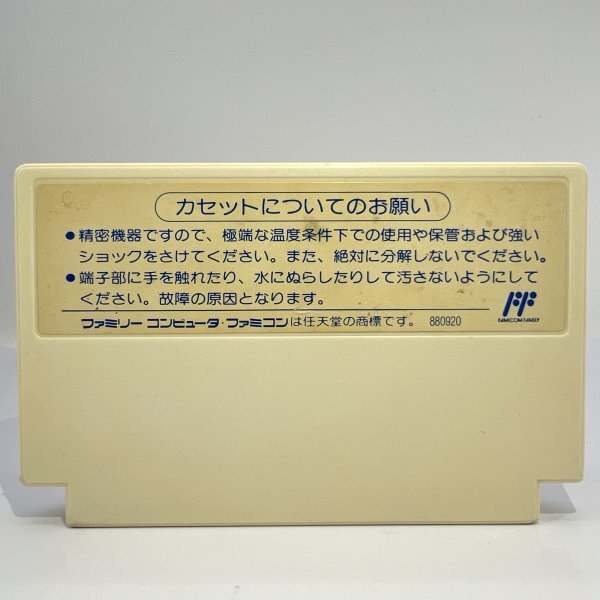 カセットについてのお願い
●精密機器ですので、極端な温度条件下での使用や保管および強い
ショックをさけてください。また、絶対に分解しないでください。
●端子部に手を触れたり、水にぬらしたりして汚さないようにして
ください。故障の原因となります。
FAMICOM FAMILY
ファミリー コンピュータ・ファミコンは任天堂の商標です。 880920